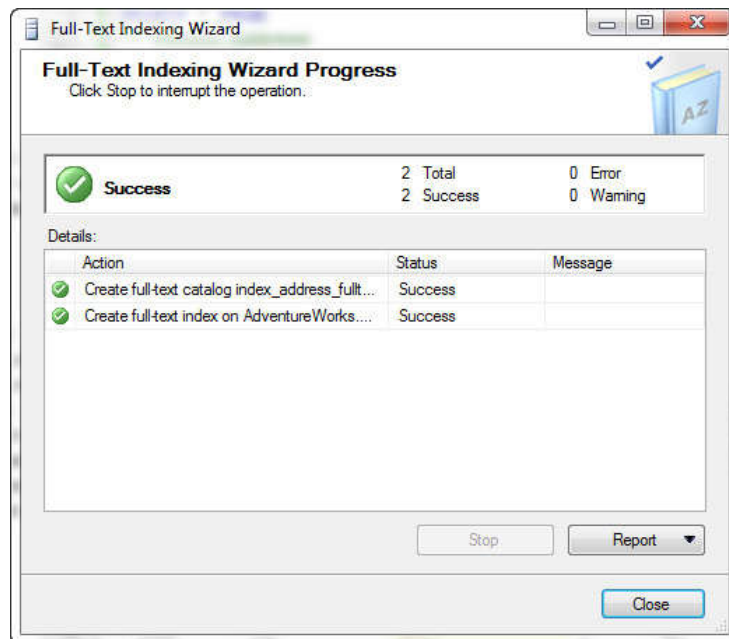 Full-Text Indexing Wizard
Full-Text Indexing Wizard Progress
Click Stop to interrupt the operation.
AZ
Success
2 Total
0 Error
2 Success
0 Warning
Details:
Action Status Message
Create full-text catalog index_address_fullt... Success
Create full-text index on AdventureWorks.... Success
Stop Report
Close